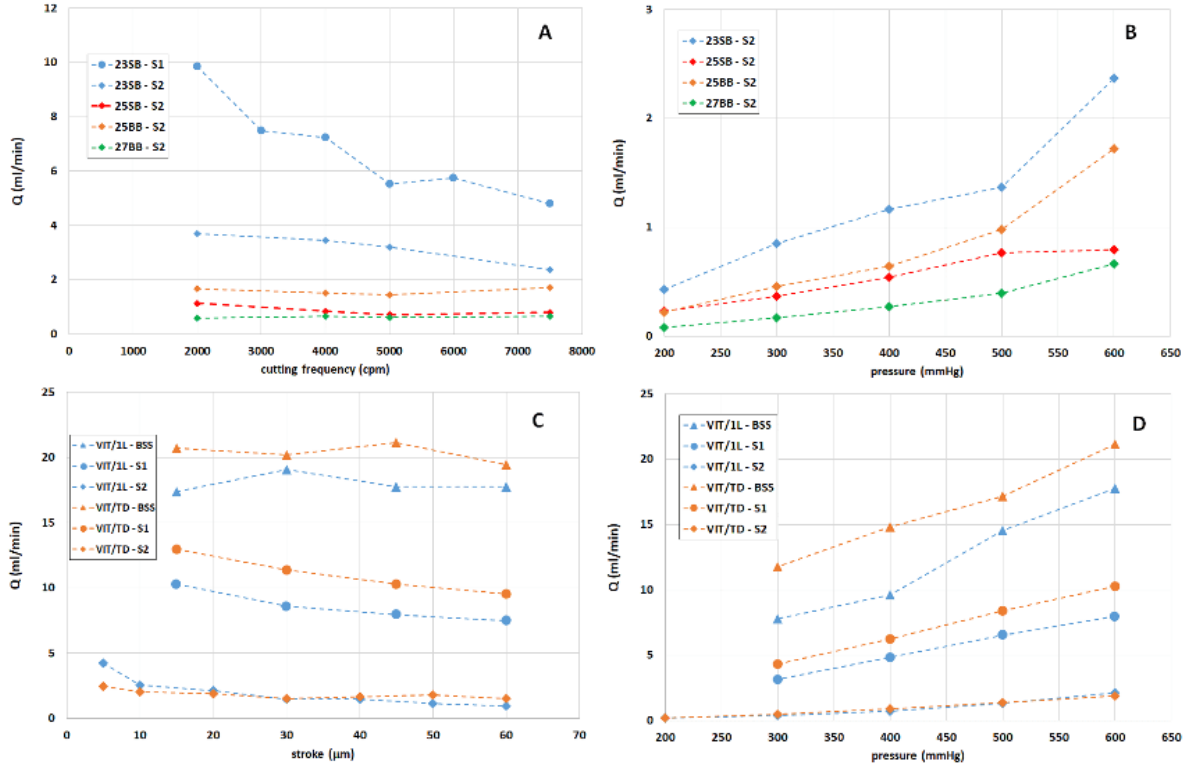 12
10
8
6
4
2
0
Q (ml/min)
A
23SB - S1
23SB - S2
25SB - S2
25BB - S2
27BB - S2
0 1000 2000 3000 4000 5000 6000 7000 8000
cutting frequency (cpm)
3
2
1
0
Q (ml/min)
B
23SB - S2
25SB - S2
25BB - S2
27BB - S2
200 250 300 350 400 450 500 550 600 650
pressure (mmHg)
25
20
15
10
5
0
Q (ml/min)
C
VIT/1L - BSS
VIT/1L - S1
VIT/1L - S2
VIT/TD - BSS
VIT/TD - S1
VIT/TD - S2
0 10 20 30 40 50 60 70
stroke (μm)
25
20
15
10
5
0
Q (ml/min)
D
VIT/1L - BSS
VIT/1L - S1
VIT/1L - S2
VIT/TD - BSS
VIT/TD - S1
VIT/TD - S2
200 250 300 350 400 450 500 550 600 650
pressure (mmHg)